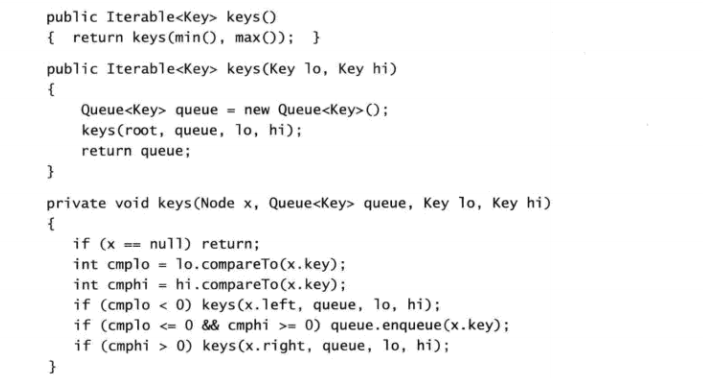 public Iterable<Key> keys()
{  return keys(min(), max());  }
public Iterable<Key> keys(Key lo, Key hi)
{
    Queue<Key> queue = new Queue<Key>();
    keys(root, queue, lo, hi);
    return queue;
}
private void keys(Node x, Queue<Key> queue, Key lo, Key hi)
{
   if (x == null) return;
   int cmplo = lo.compareTo(x.key);
   int cmphi = hi.compareTo(x.key);
   if (cmplo < 0) keys(x.left, queue, lo, hi);
   if (cmplo <= 0 && cmphi >= 0) queue.enqueue(x.key);
   if (cmphi > 0) keys(x.right, queue, lo, hi);
}